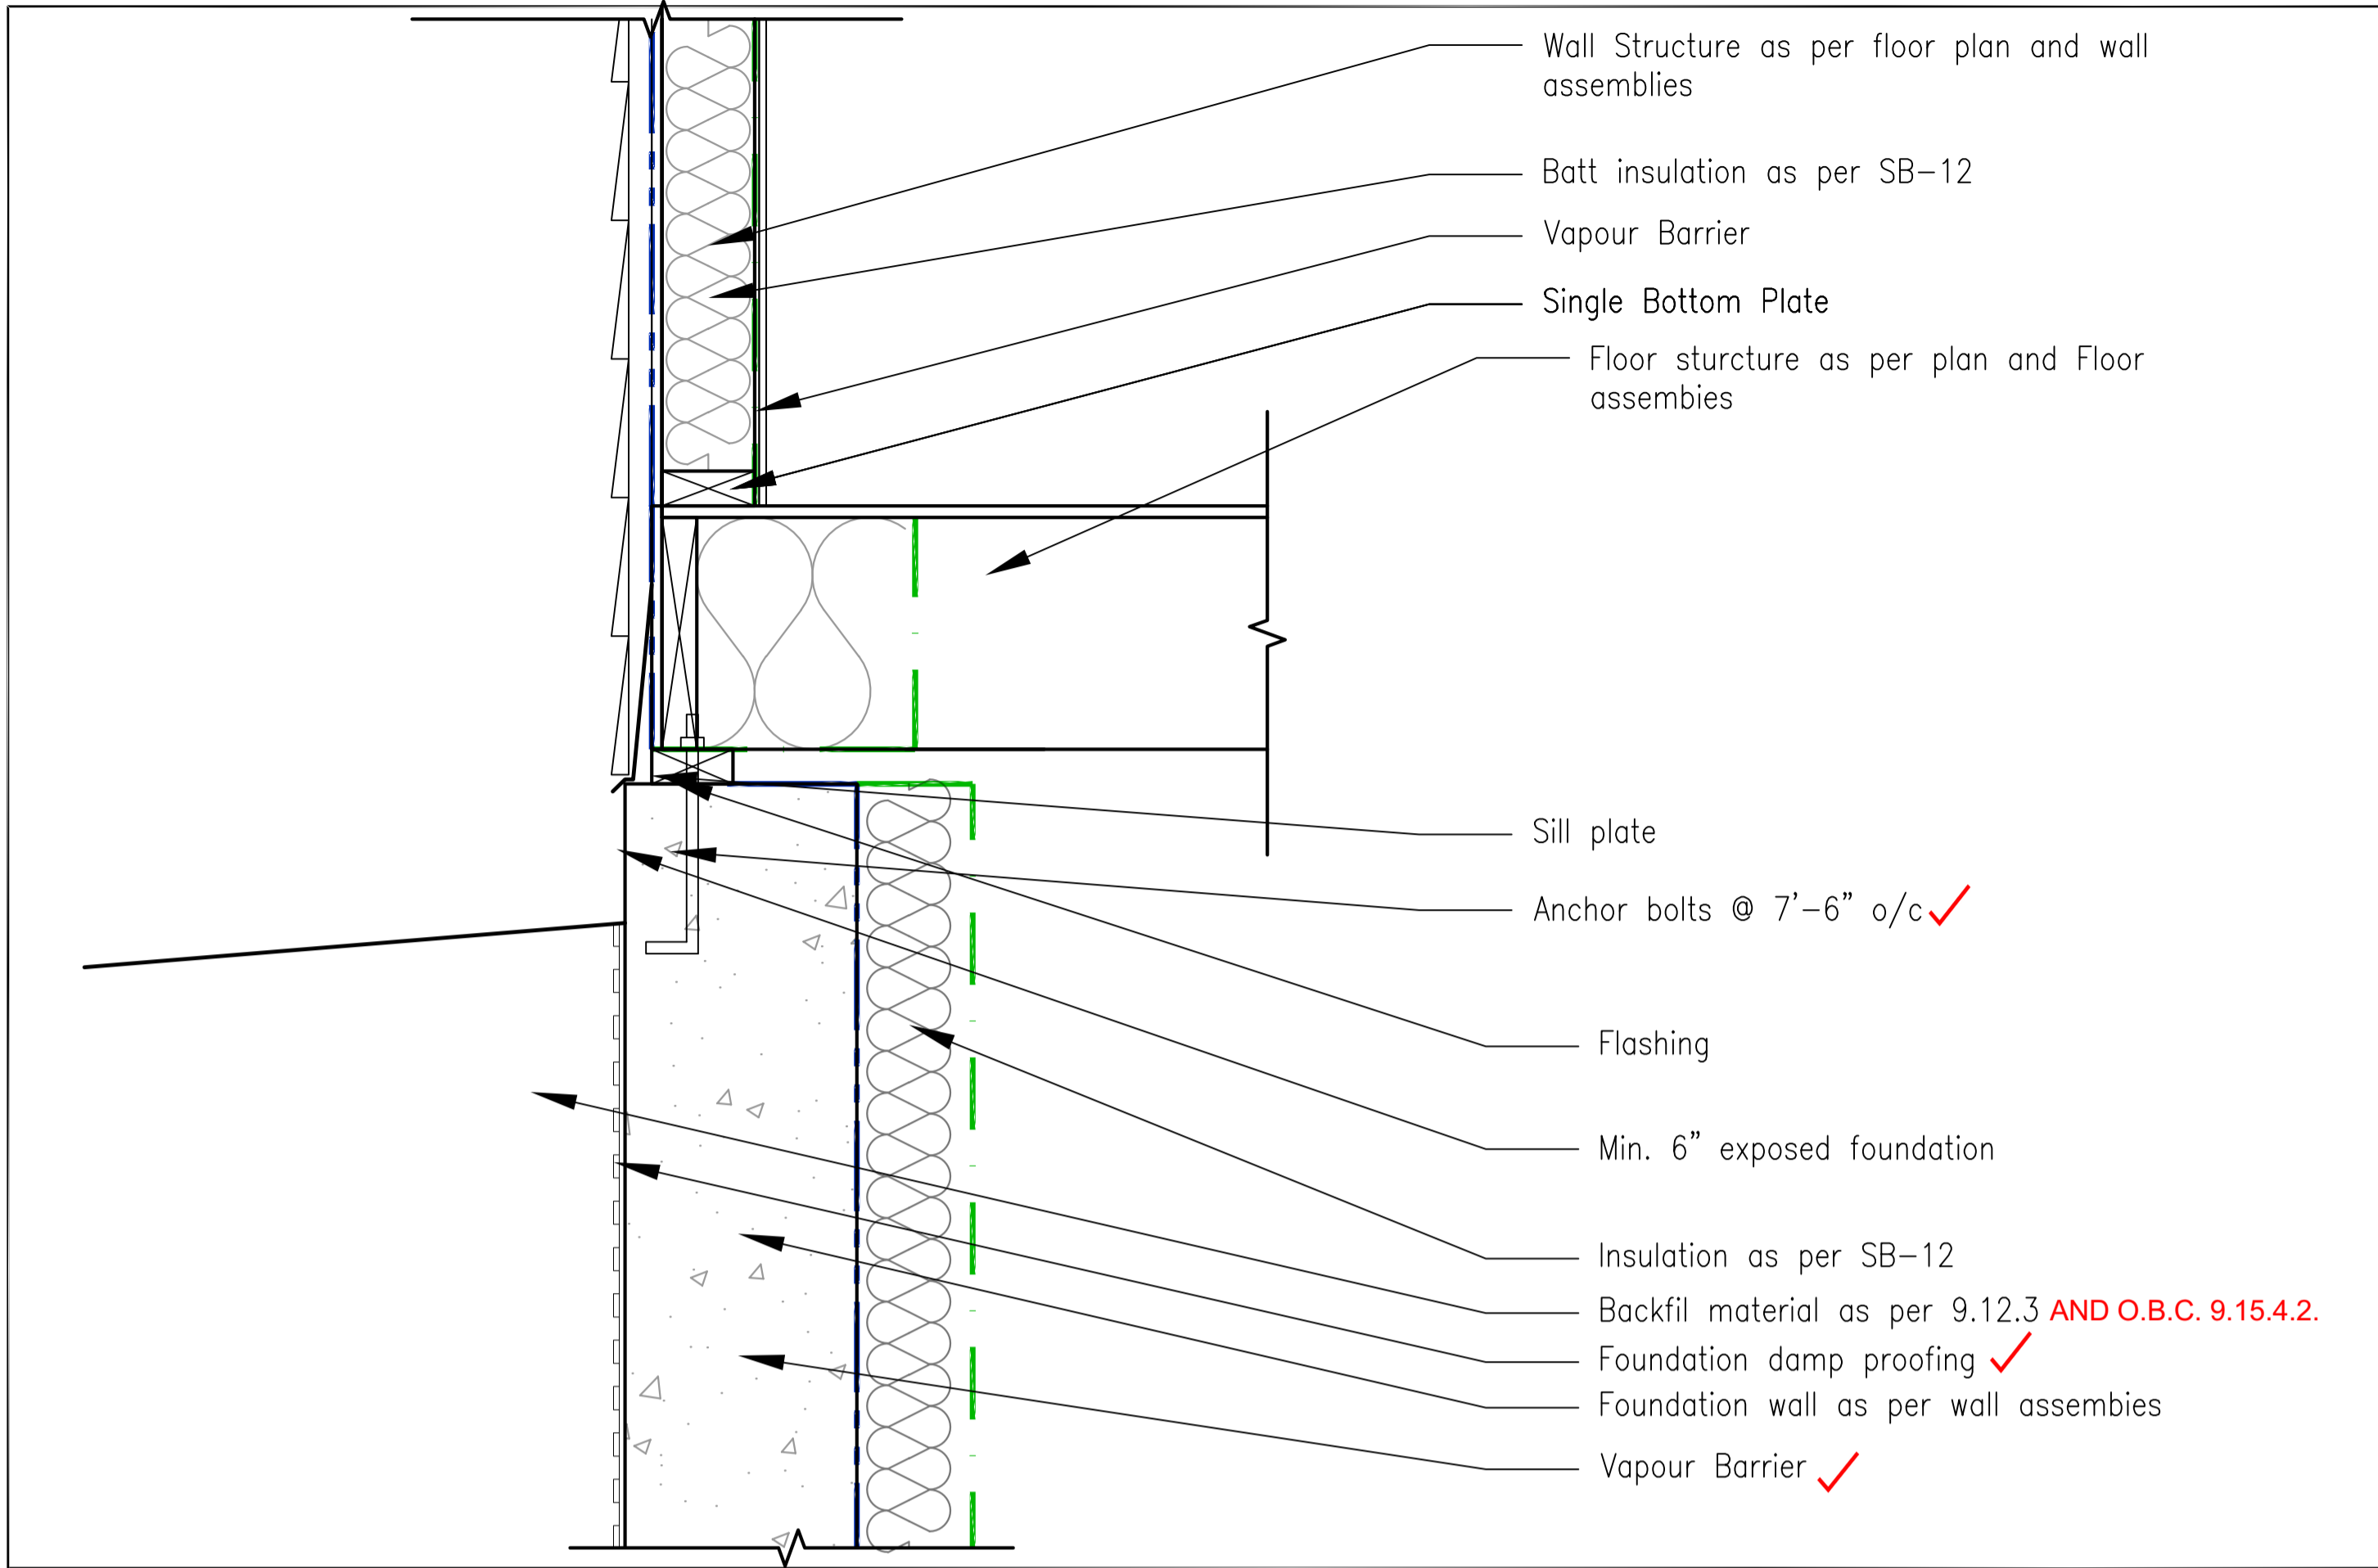 Wall Structure as per floor plan and wall
assemblies
Batt insulation as per SB-12
Vapour Barrier
Single Bottom Plate
Floor sturcture as per plan and Floor
assembies
Sill plate
Anchor bolts @ 7'-6" o/c
Flashing
Min. 6" exposed foundation
Insulation as per SB-12
Backfil material as per 9.12.3 AND O.B.C. 9.15.4.2.
Foundation damp proofing
Foundation wall as per wall assembies
Vapour Barrier